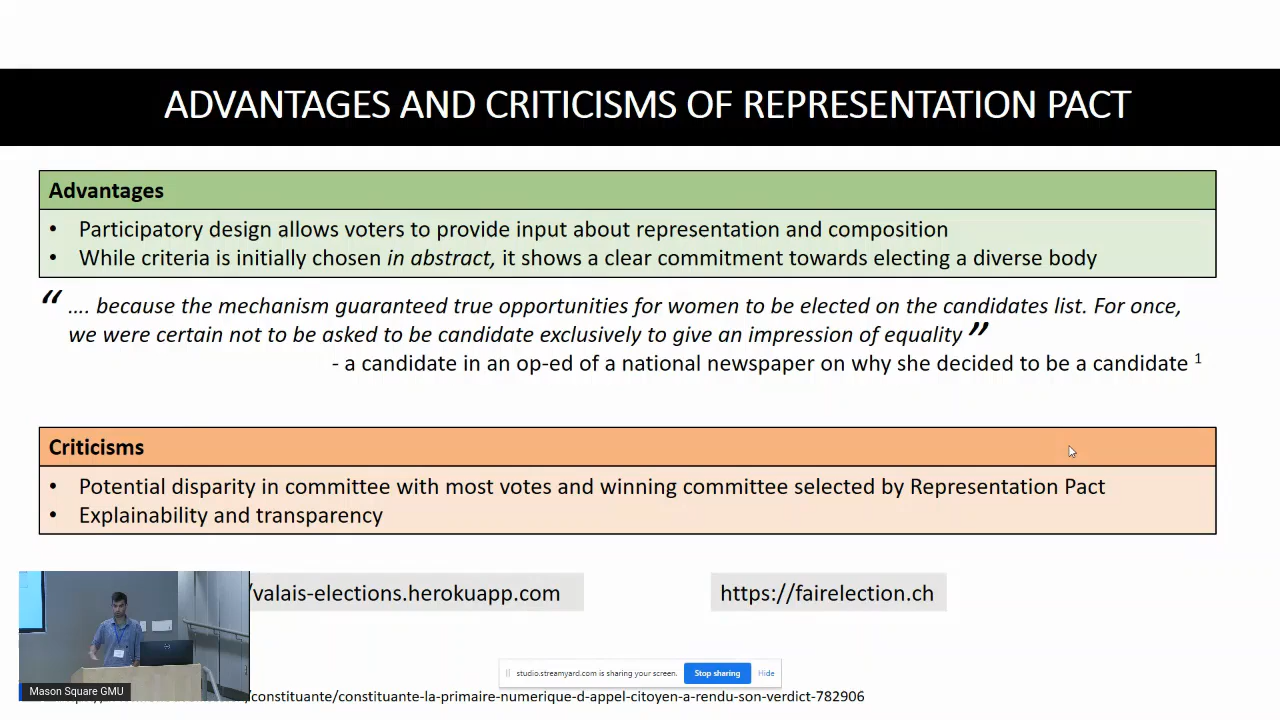 ADVANTAGES AND CRITICISMS OF REPRESENTATION PACT
Advantages
• Participatory design allows voters to provide input about representation and composition
• While criteria is initially chosen in abstract, it shows a clear commitment towards electing a diverse body
“ …. because the mechanism guaranteed true opportunities for women to be elected on the candidates list. For once,
we were certain not to be asked to be candidate exclusively to give an impression of equality ”
- a candidate in an op-ed of a national newspaper on why she decided to be a candidate 1
Criticisms
• Potential disparity in committee with most votes and winning committee selected by Representation Pact
• Explainability and transparency
/valais-elections.herokuapp.com
https://fairelection.ch
studio.streamyard.com is sharing your screen.
Stop sharing
Hide
Mason Square GMU
/constituante/constituante-la-primaire-numerique-d-appel-citoyen-a-rendu-son-verdict-782906